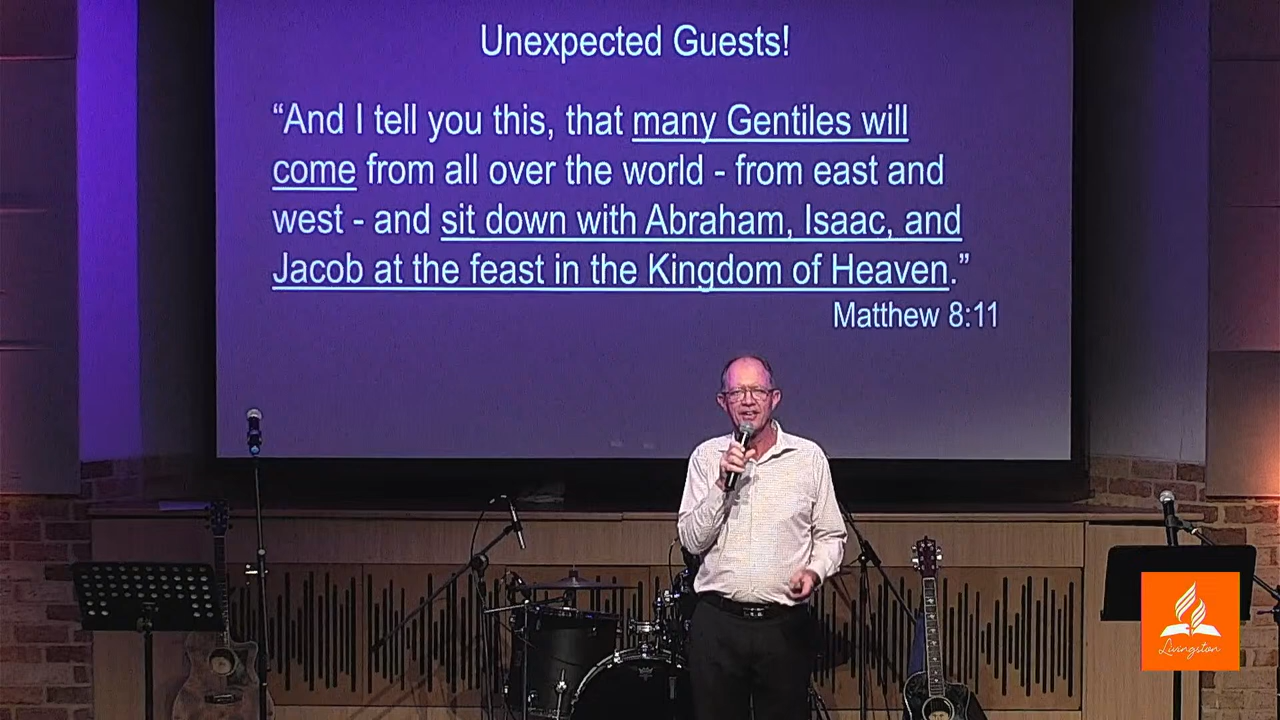 Unexpected Guests!
“And I tell you this, that many Gentiles will
come from all over the world - from east and
west - and sit down with Abraham, Isaac, and
Jacob at the feast in the Kingdom of Heaven.”
Matthew 8:11
Livingston